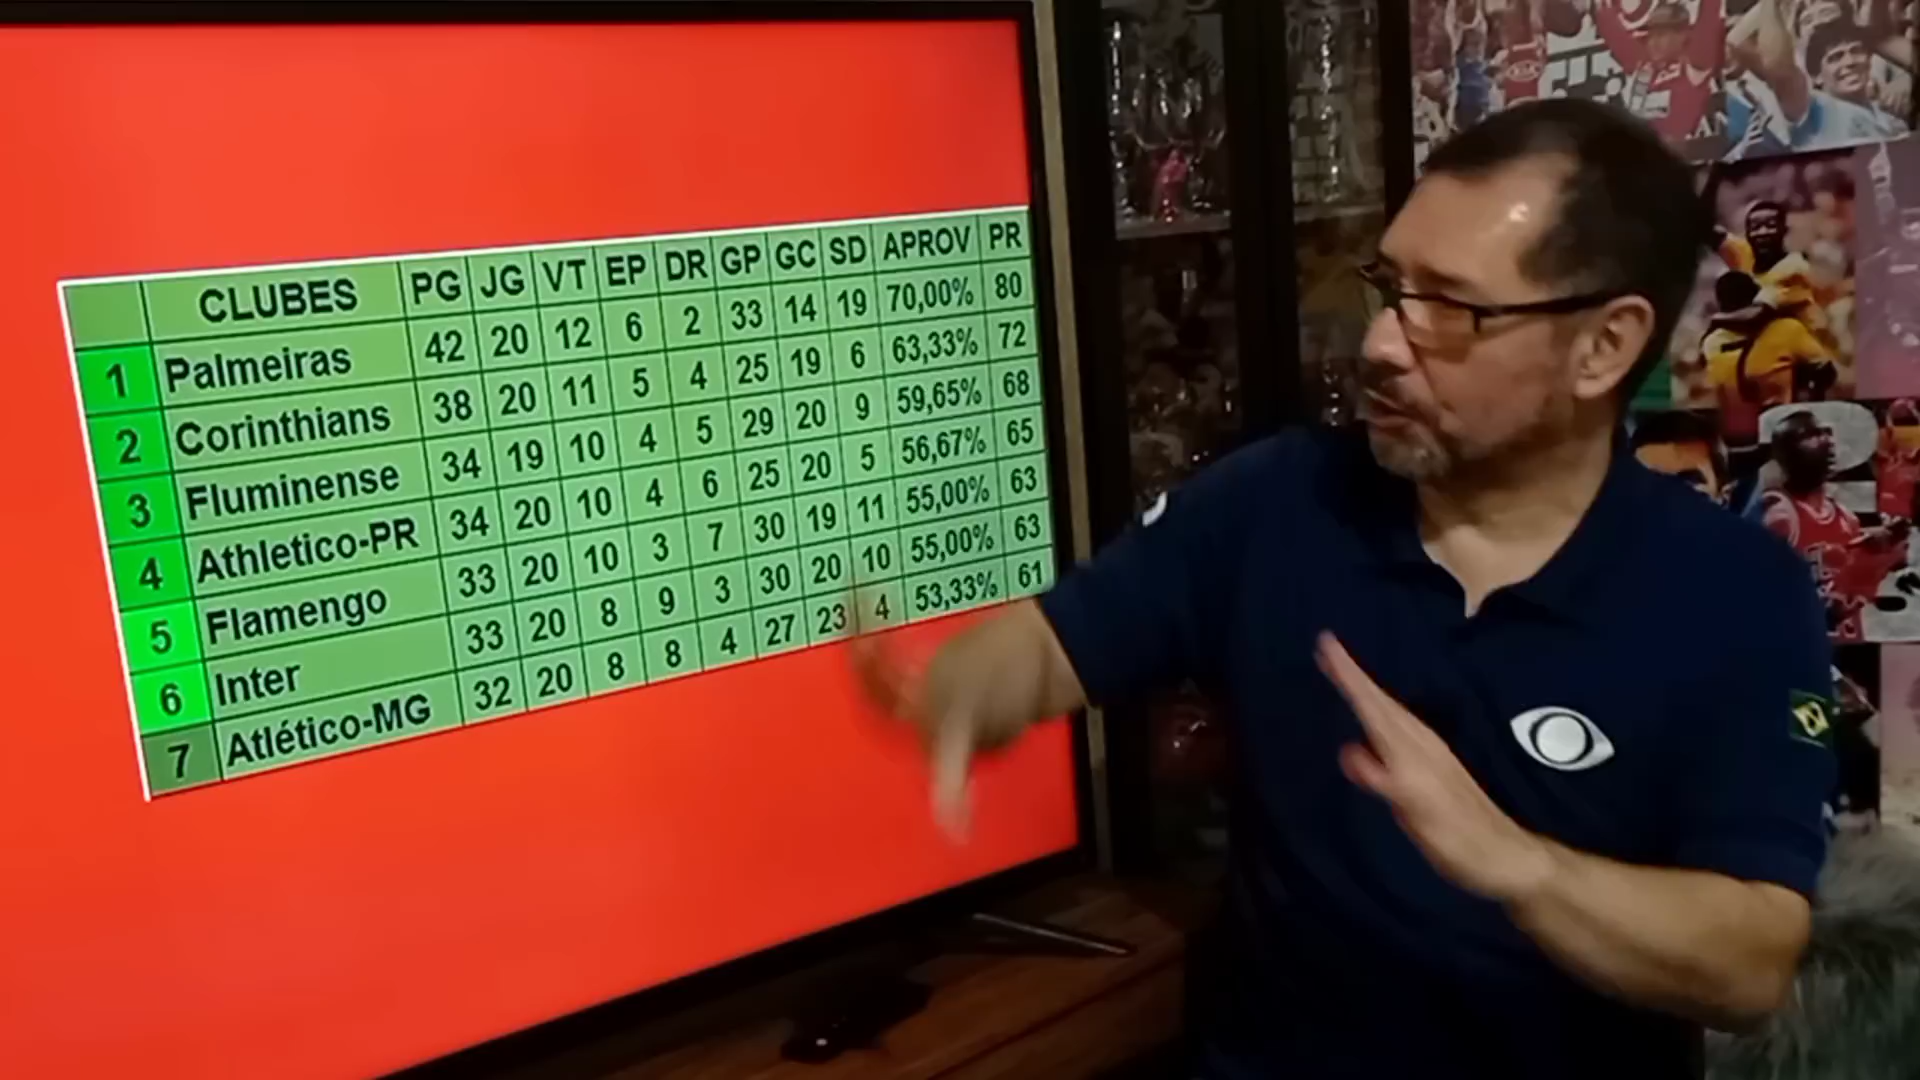 CLUBES PG JG VT EP DR GP GC SD APROV PR
1 Palmeiras 42 20 12 6 2 33 14 19 70,00% 80
2 Corinthians 38 20 11 5 4 25 19 6 63,33% 72
3 Fluminense 34 19 10 4 5 29 20 9 59,65% 68
4 Athletico-PR 34 20 10 4 6 25 20 5 56,67% 65
5 Flamengo 33 20 10 3 7 30 19 11 55,00% 63
6 Inter 33 20 8 9 3 30 20 10 55,00% 63
7 Atlético-MG 32 20 8 8 4 27 23 4 53,33% 61
KIA